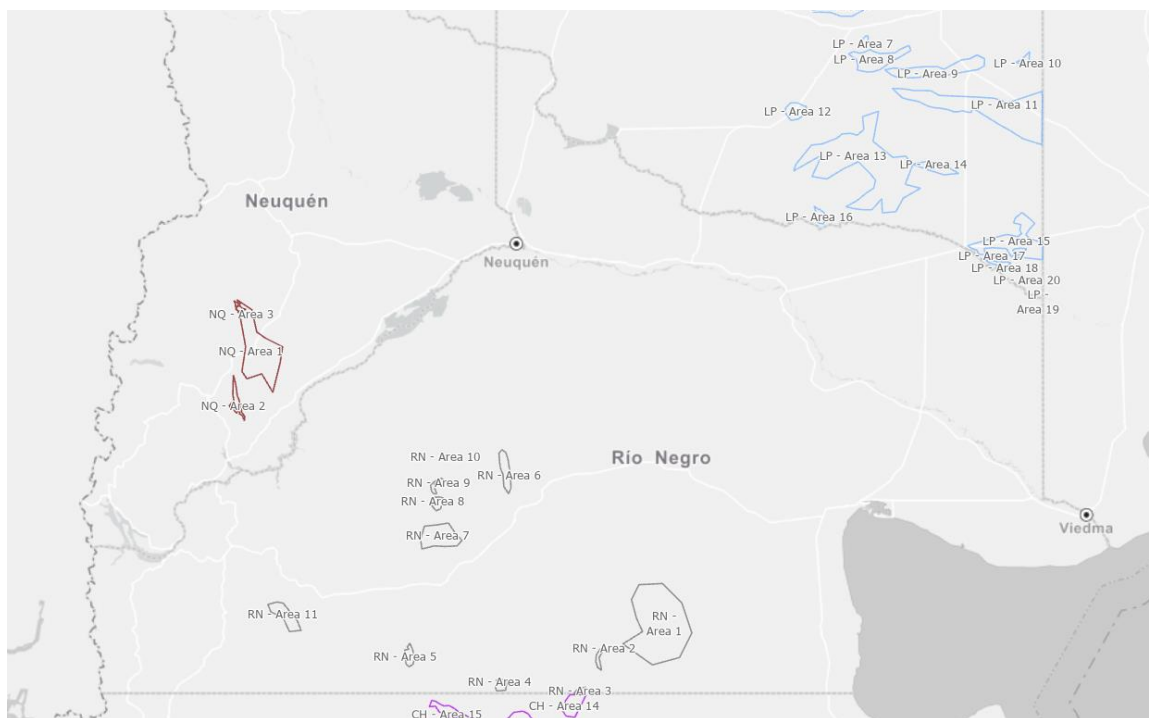 LP - Area 7
LP - Area 8
LP - Area 10
LP - Area 9
LP - Area 11
LP - Area 12
LP - Area 13
LP - Area 14
Neuquén
LP - Area 16
LP - Area 15
LP - Area 17
Neuquén
LP - Area 18
LP - Area 20
LP -
Area 19
NQ - Area 3
NQ - Area 1
NQ - Area 2
RN - Area 10
Río Negro
RN - Area 6
RN - Area 9
RN - Area 8
Viedma
RN - Area 7
RN - Area 11
RN -
Area 1
RN - Area 2
RN - Area 5
RN - Area 4
RN - Area 3
CH - Area 14
CH - Area 15